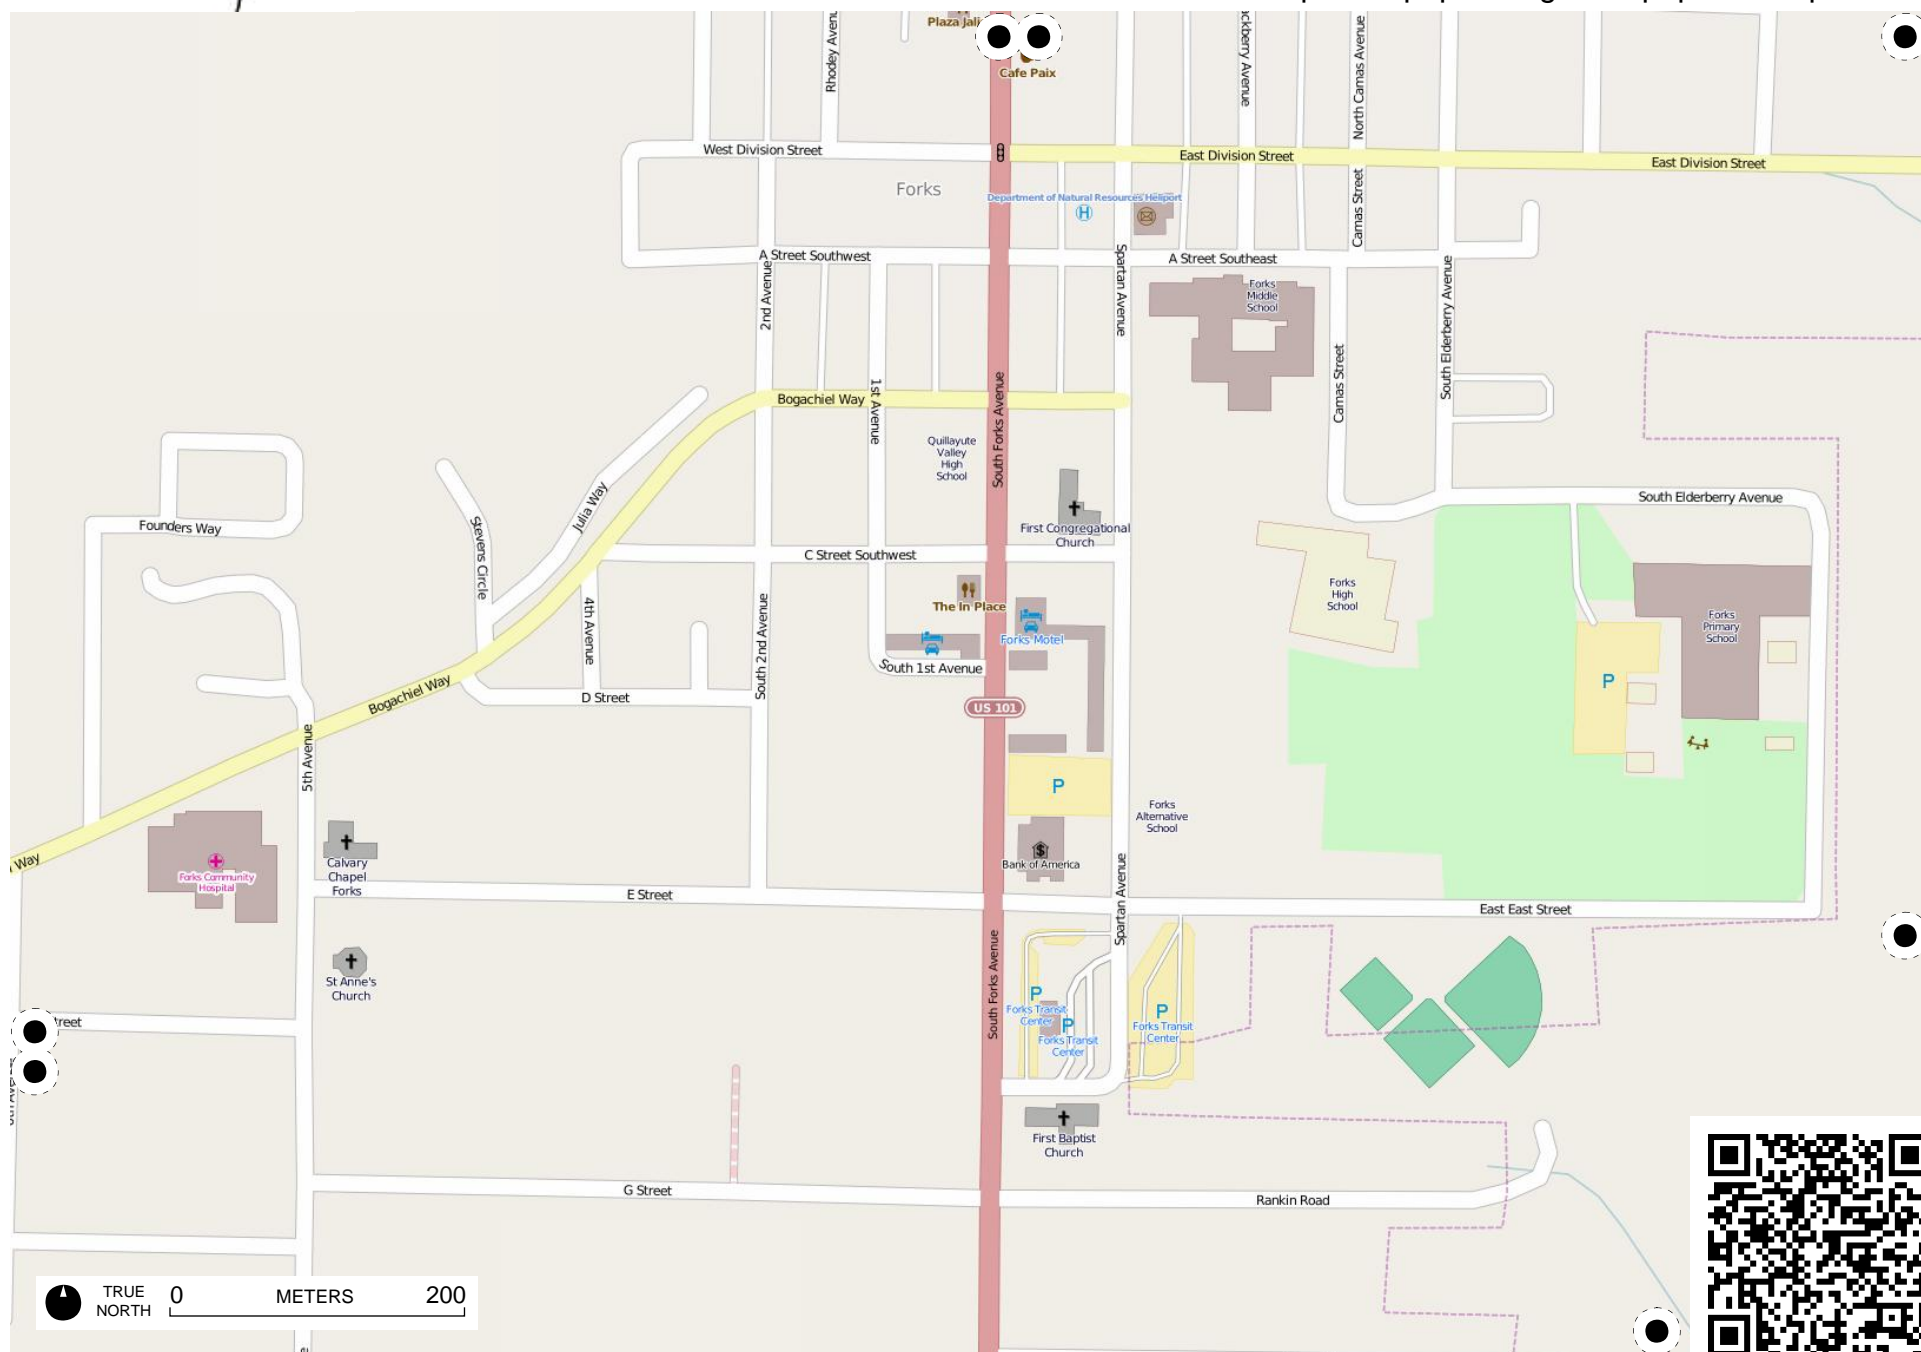 Plaza Jali
Cafe Paix
Rhodey Avenu
ckberry Avenue
North Camas Avenue
West Division Street
East Division Street
East Division Street
Forks
Department of Natural Resources Heliport
H
Camas Street
A Street Southwest
A Street Southeast
2nd Avenue
Spartan Avenue
South Elderberry Avenue
Forks
Middle
School
Camas Street
Bogachiel Way
1st Avenue
South Forks Avenue
Quillayute
Valley
High
School
Julia Way
Stevens Circle
Founders Way
First Congregational
Church
South Elderberry Avenue
C Street Southwest
Forks
High
School
Forks
Primary
School
The In Place
Forks Motel
4th Avenue
South 2nd Avenue
South 1st Avenue
P
Bogachiel Way
D Street
US 101
5th Avenue
P
Forks
Alternative
School
Way
Calvary
Chapel
Forks
Forks Community
Hospital
$
Bank of America
E Street
Spartan Avenue
East East Street
South Forks Avenue
St Anne's
Church
P
Forks Transit
Center
P
Forks Transit
Center
P
Forks Transit
Center
treet
First Baptist
Church
G Street
Rankin Road
TRUE
NORTH
0 METERS 200